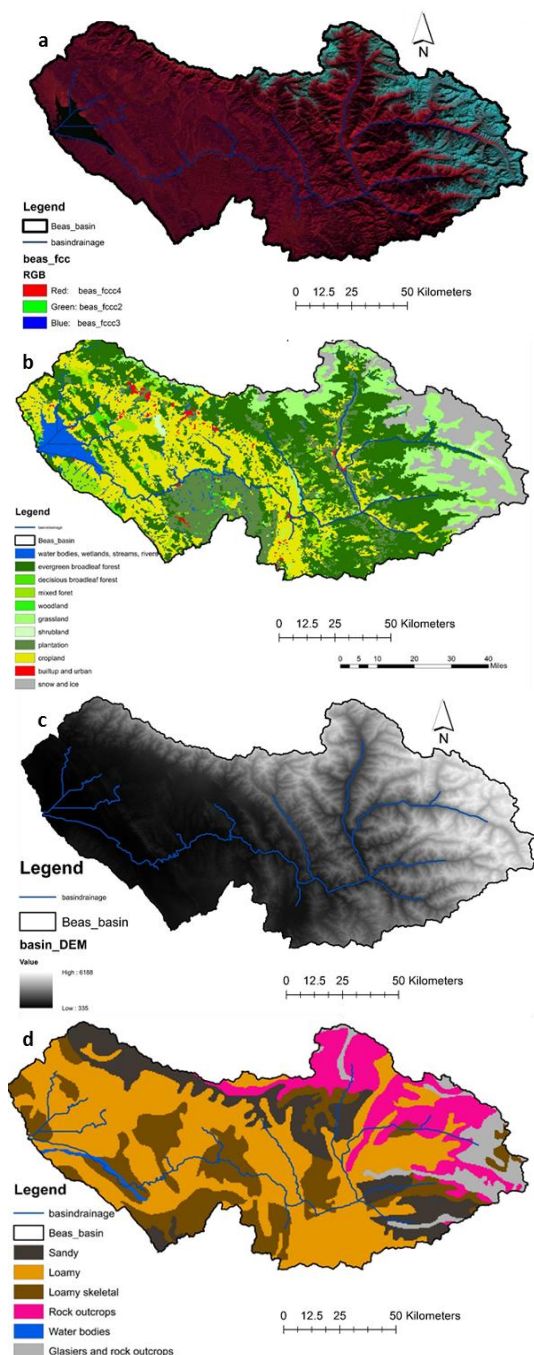 a
N
Legend
Beas_basin
basindrainage
beas_fcc
RGB
Red: beas_fccc4
Green: beas_fccc2
Blue: beas_fccc3
0 12.5 25 50 Kilometers
b
Legend
basindrainage
Beas_basin
water bodies, wetlands, streams, rivers
evergreen broadleaf forest
decisious broadleaf forest
mixed foret
woodland
grassland
shrubland
plantation
cropland
builtup and urban
snow and ice
0 12.5 25 50 Kilometers
0 5 10 20 30 40
Miles
c
N
Legend
basindrainage
Beas_basin
basin_DEM
Value
High : 6188
Low : 335
0 12.5 25 50 Kilometers
d
Legend
basindrainage
Beas_basin
Sandy
Loamy
Loamy skeletal
Rock outcrops
Water bodies
Glasiers and rock outcrops
0 12.5 25 50 Kilometers